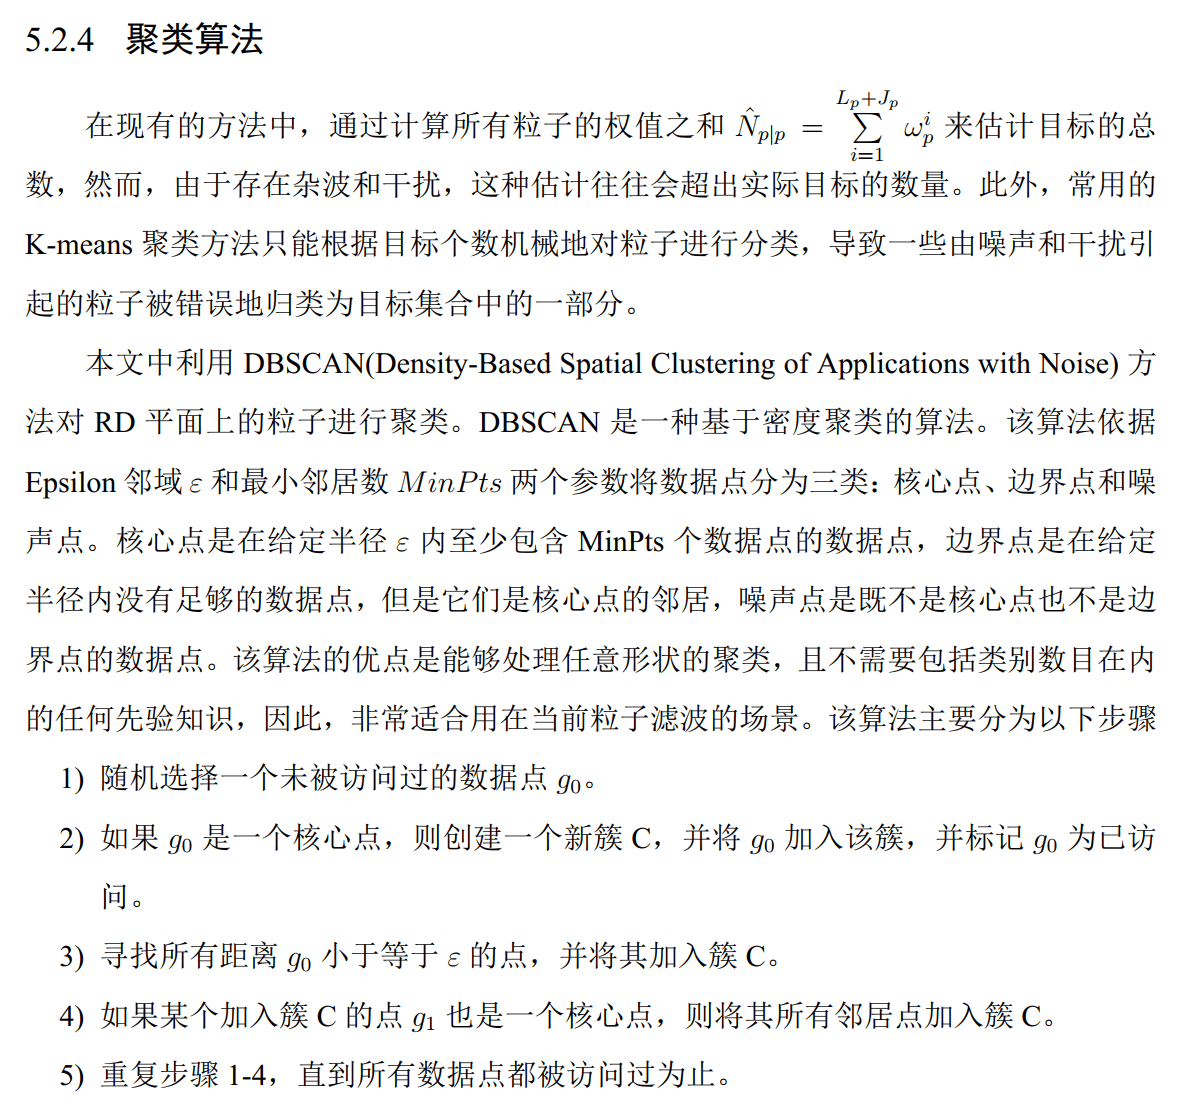 5.2.4 聚类算法
在现有的方法中，通过计算所有粒子的权值之和 $\hat{N}_{p|p} = \sum_{i=1}^{L_p+J_p} \omega_p^i$ 来估计目标的总
数，然而，由于存在杂波和干扰，这种估计往往会超出实际目标的数量。此外，常用的
K-means 聚类方法只能根据目标个数机械地对粒子进行分类，导致一些由噪声和干扰引
起的粒子被错误地归类为目标集合中的一部分。
本文中利用 DBSCAN(Density-Based Spatial Clustering of Applications with Noise) 方
法对 RD 平面上的粒子进行聚类。DBSCAN 是一种基于密度聚类的算法。该算法依据
Epsilon 邻域 ε 和最小邻居数 MinPts 两个参数将数据点分为三类：核心点、边界点和噪
声点。核心点是在给定半径 ε 内至少包含 MinPts 个数据点的数据点，边界点是在给定
半径内没有足够的数据点，但是它们是核心点的邻居，噪声点是既不是核心点也不是边
界点的数据点。该算法的优点是能够处理任意形状的聚类，且不需要包括类别数目在内
的任何先验知识，因此，非常适合用在当前粒子滤波的场景。该算法主要分为以下步骤
1) 随机选择一个未被访问过的数据点 $g_0$。
2) 如果 $g_0$ 是一个核心点，则创建一个新簇 C，并将 $g_0$ 加入该簇，并标记 $g_0$ 为已访
问。
3) 寻找所有距离 $g_0$ 小于等于 ε 的点，并将其加入簇 C。
4) 如果某个加入簇 C 的点 $g_1$ 也是一个核心点，则将其所有邻居点加入簇 C。
5) 重复步骤 1-4，直到所有数据点都被访问过为止。